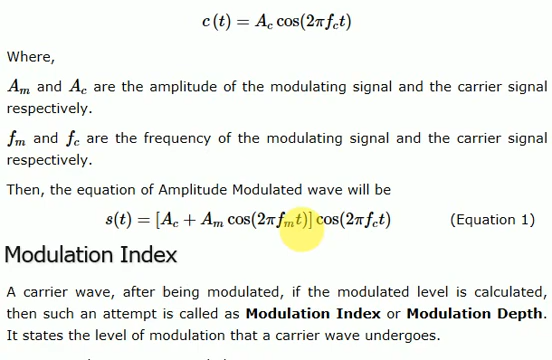 c(t) = A_c cos(2πf_ct)
Where,
A_m and A_c are the amplitude of the modulating signal and the carrier signal
respectively.
f_m and f_c are the frequency of the modulating signal and the carrier signal
respectively.
Then, the equation of Amplitude Modulated wave will be
s(t) = [A_c + A_m cos(2πf_mt)] cos(2πf_ct) (Equation 1)
Modulation Index
A carrier wave, after being modulated, if the modulated level is calculated,
then such an attempt is called as Modulation Index or Modulation Depth.
It states the level of modulation that a carrier wave undergoes.